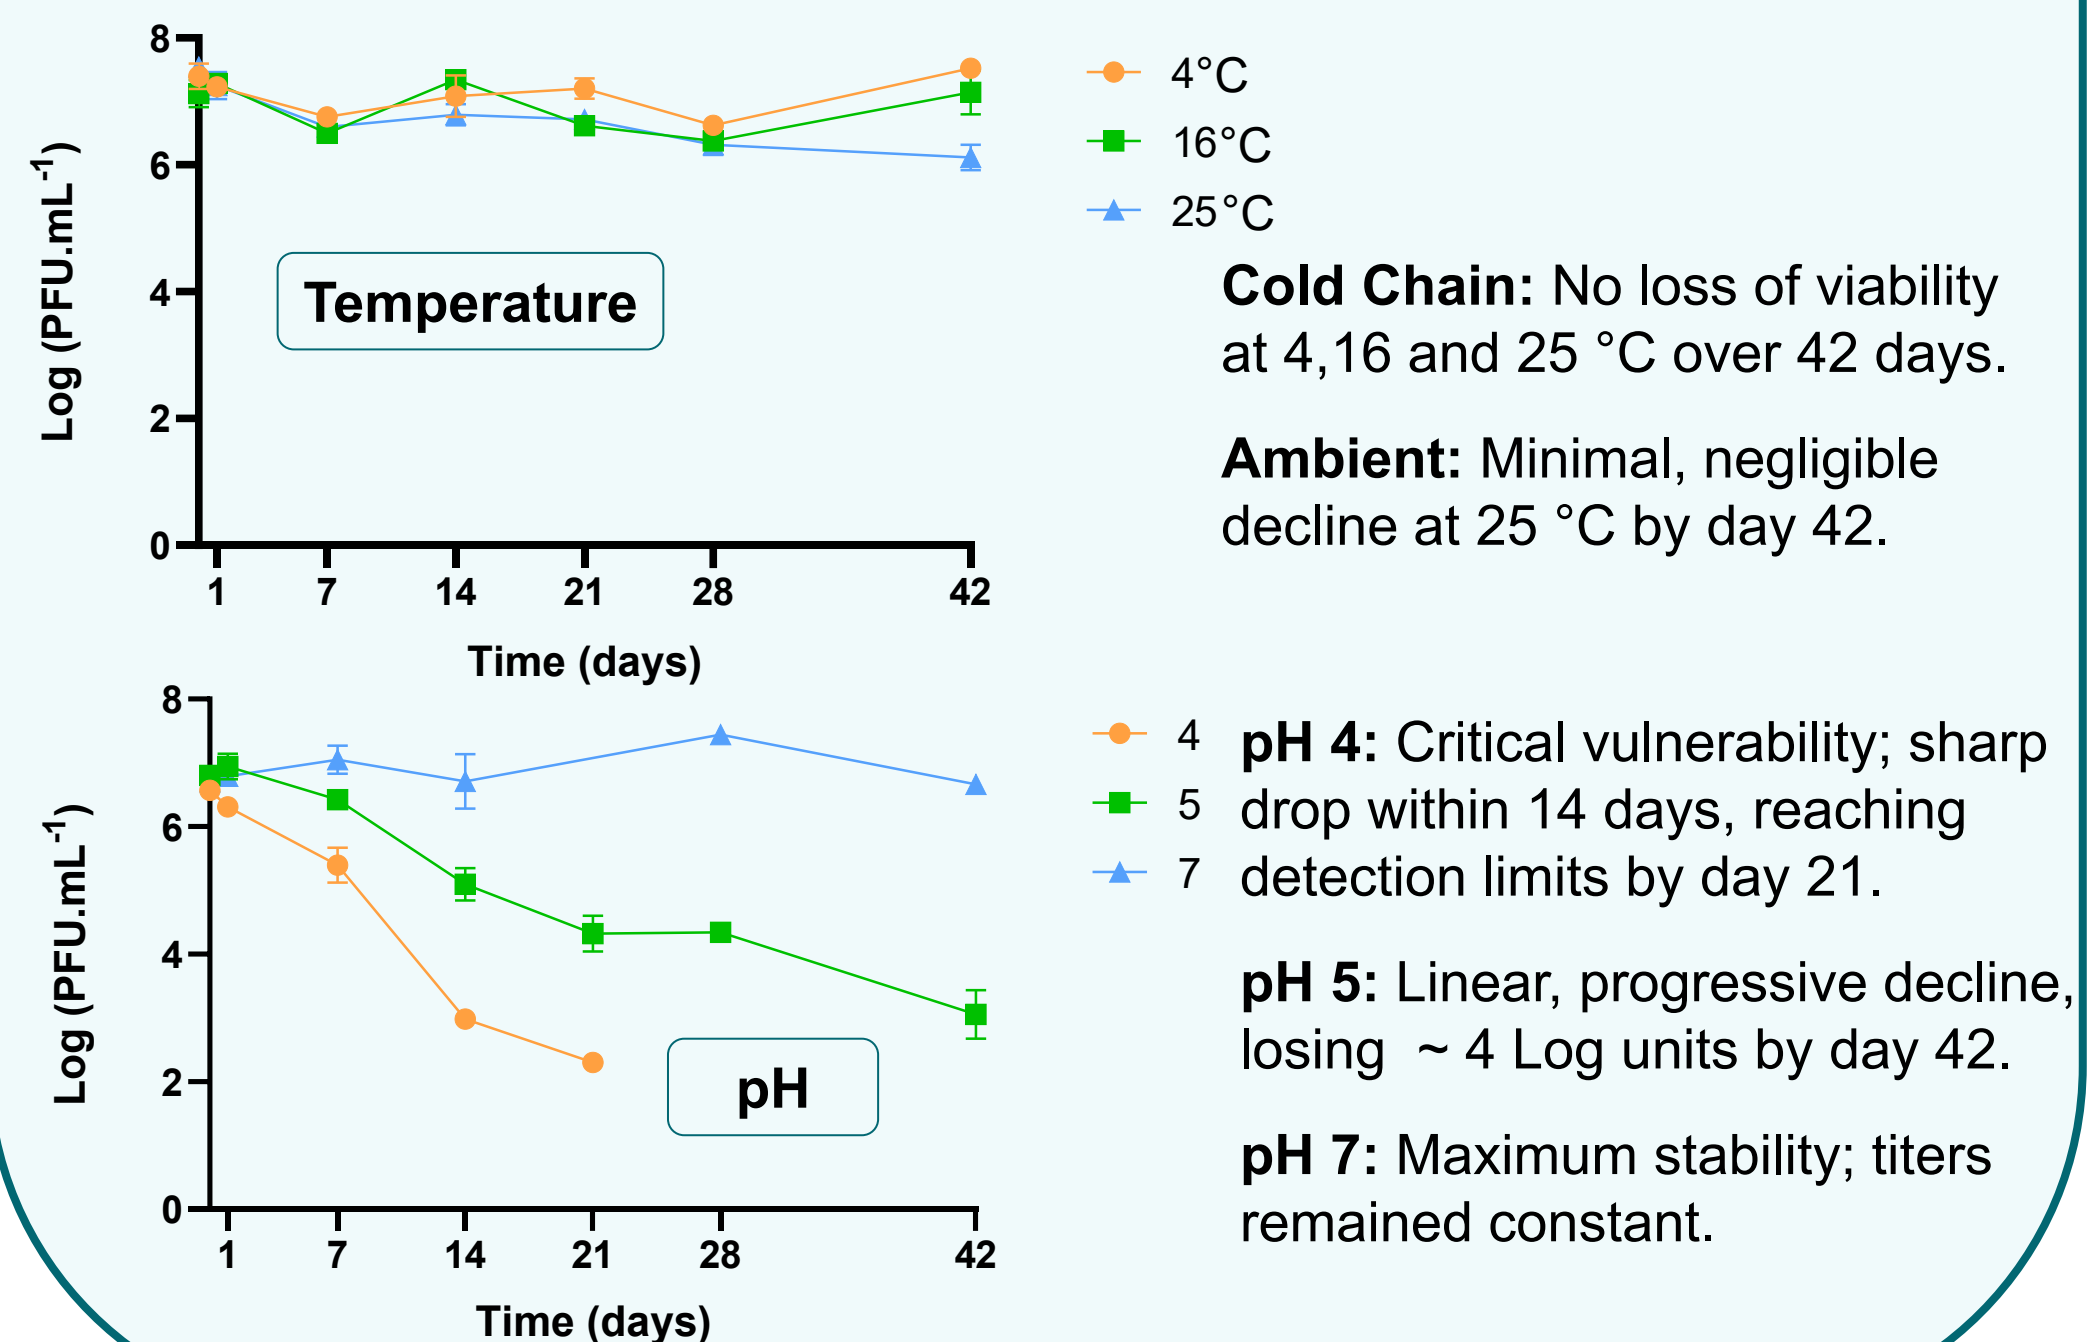 8
6
4
2
0
Log (PFU.mL-1)
Temperature
1 7 14 21 28 42
Time (days)
4°C
16°C
25°C
Cold Chain: No loss of viability
at 4,16 and 25 °C over 42 days.
Ambient: Minimal, negligible
decline at 25 °C by day 42.
8
6
4
2
0
Log (PFU.mL-1)
pH
1 7 14 21 28 42
Time (days)
4
5
7
pH 4: Critical vulnerability; sharp
drop within 14 days, reaching
detection limits by day 21.
pH 5: Linear, progressive decline,
losing ~ 4 Log units by day 42.
pH 7: Maximum stability; titers
remained constant.